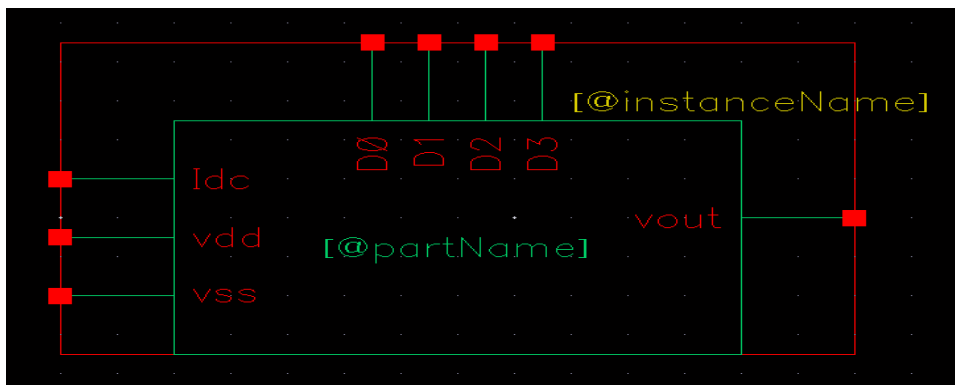 [@instanceName]
D0 D1 D2 D3
Idc
vout
vdd
[@partName]
vss